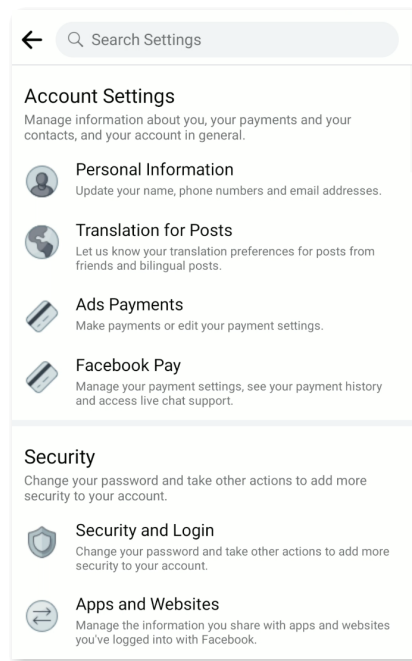 Search Settings
Account Settings
Manage information about you, your payments and your
contacts, and your account in general.
Personal Information
Update your name, phone numbers and email addresses.
Translation for Posts
Let us know your translation preferences for posts from
friends and bilingual posts.
Ads Payments
Make payments or edit your payment settings.
Facebook Pay
Manage your payment settings, see your payment history
and access live chat support.
Security
Change your password and take other actions to add more
security to your account.
Security and Login
Change your password and take other actions to add more
security to your account.
Apps and Websites
Manage the information you share with apps and websites
you've logged into with Facebook.